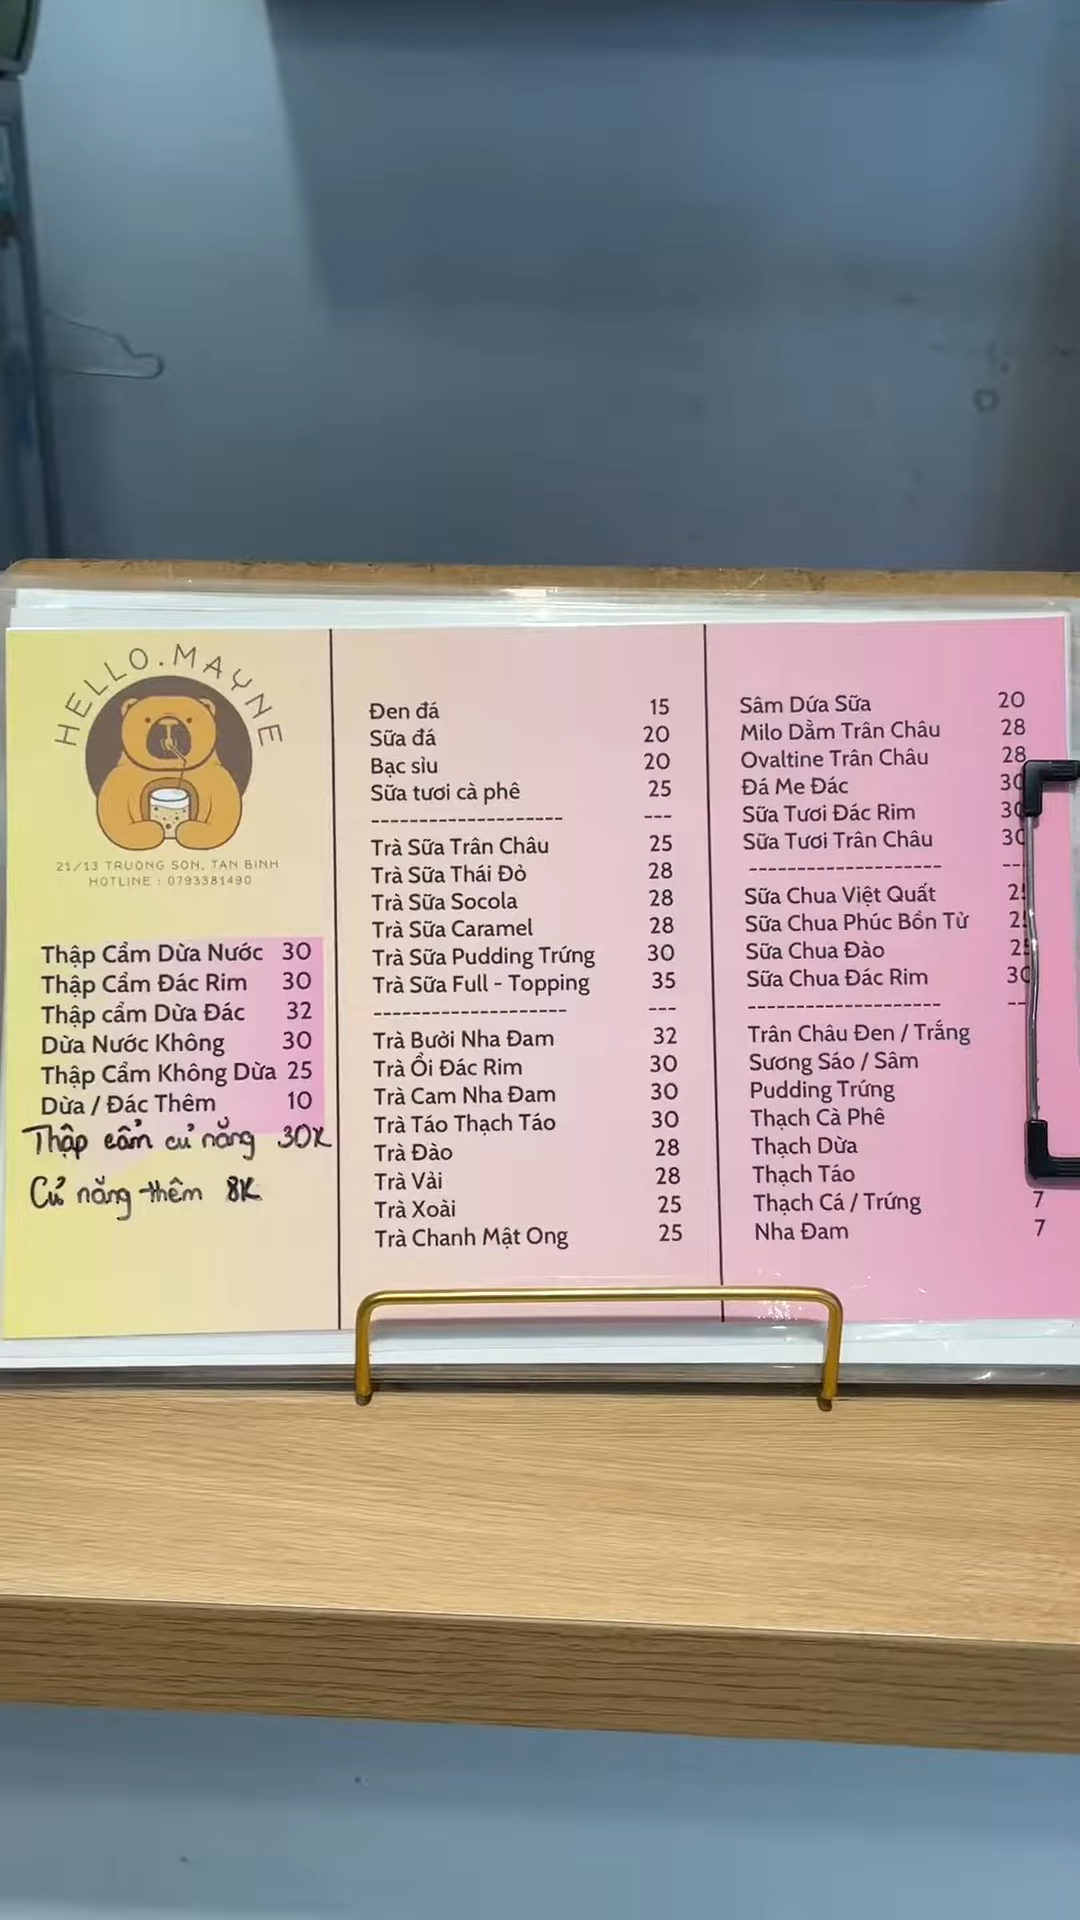 HELLO.MAYNE
21/13 TRUONG SON, TAN BINH
HOTLINE : 0793381490
Thập Cẩm Dừa Nước 30
Thập Cẩm Đác Rim 30
Thập cẩm Dừa Đác 32
Dừa Nước Không 30
Thập Cẩm Không Dừa 25
Dừa / Đác Thêm 10
Thập cẩm củ năng 30K
Củ năng thêm 8K
Đen đá 15
Sữa đá 20
Bạc sỉu 20
Sữa tươi cà phê 25
Trà Sữa Trân Châu 25
Trà Sữa Thái Đỏ 28
Trà Sữa Socola 28
Trà Sữa Caramel 28
Trà Sữa Pudding Trứng 30
Trà Sữa Full - Topping 35
Trà Bưởi Nha Đam 32
Trà Ổi Đác Rim 30
Trà Cam Nha Đam 30
Trà Táo Thạch Táo 30
Trà Đào 28
Trà Vải 28
Trà Xoài 25
Trà Chanh Mật Ong 25
Sâm Dứa Sữa 20
Milo Dằm Trân Châu 28
Ovaltine Trân Châu 28
Đá Me Đác 30
Sữa Tươi Đác Rim 30
Sữa Tươi Trân Châu 30
Sữa Chua Việt Quất 25
Sữa Chua Phúc Bồn Tử 25
Sữa Chua Đào 25
Sữa Chua Đác Rim 30
Trân Châu Đen / Trắng
Sương Sáo / Sâm
Pudding Trứng
Thạch Cà Phê
Thạch Dừa
Thạch Táo
Thạch Cá / Trứng 7
Nha Đam 7